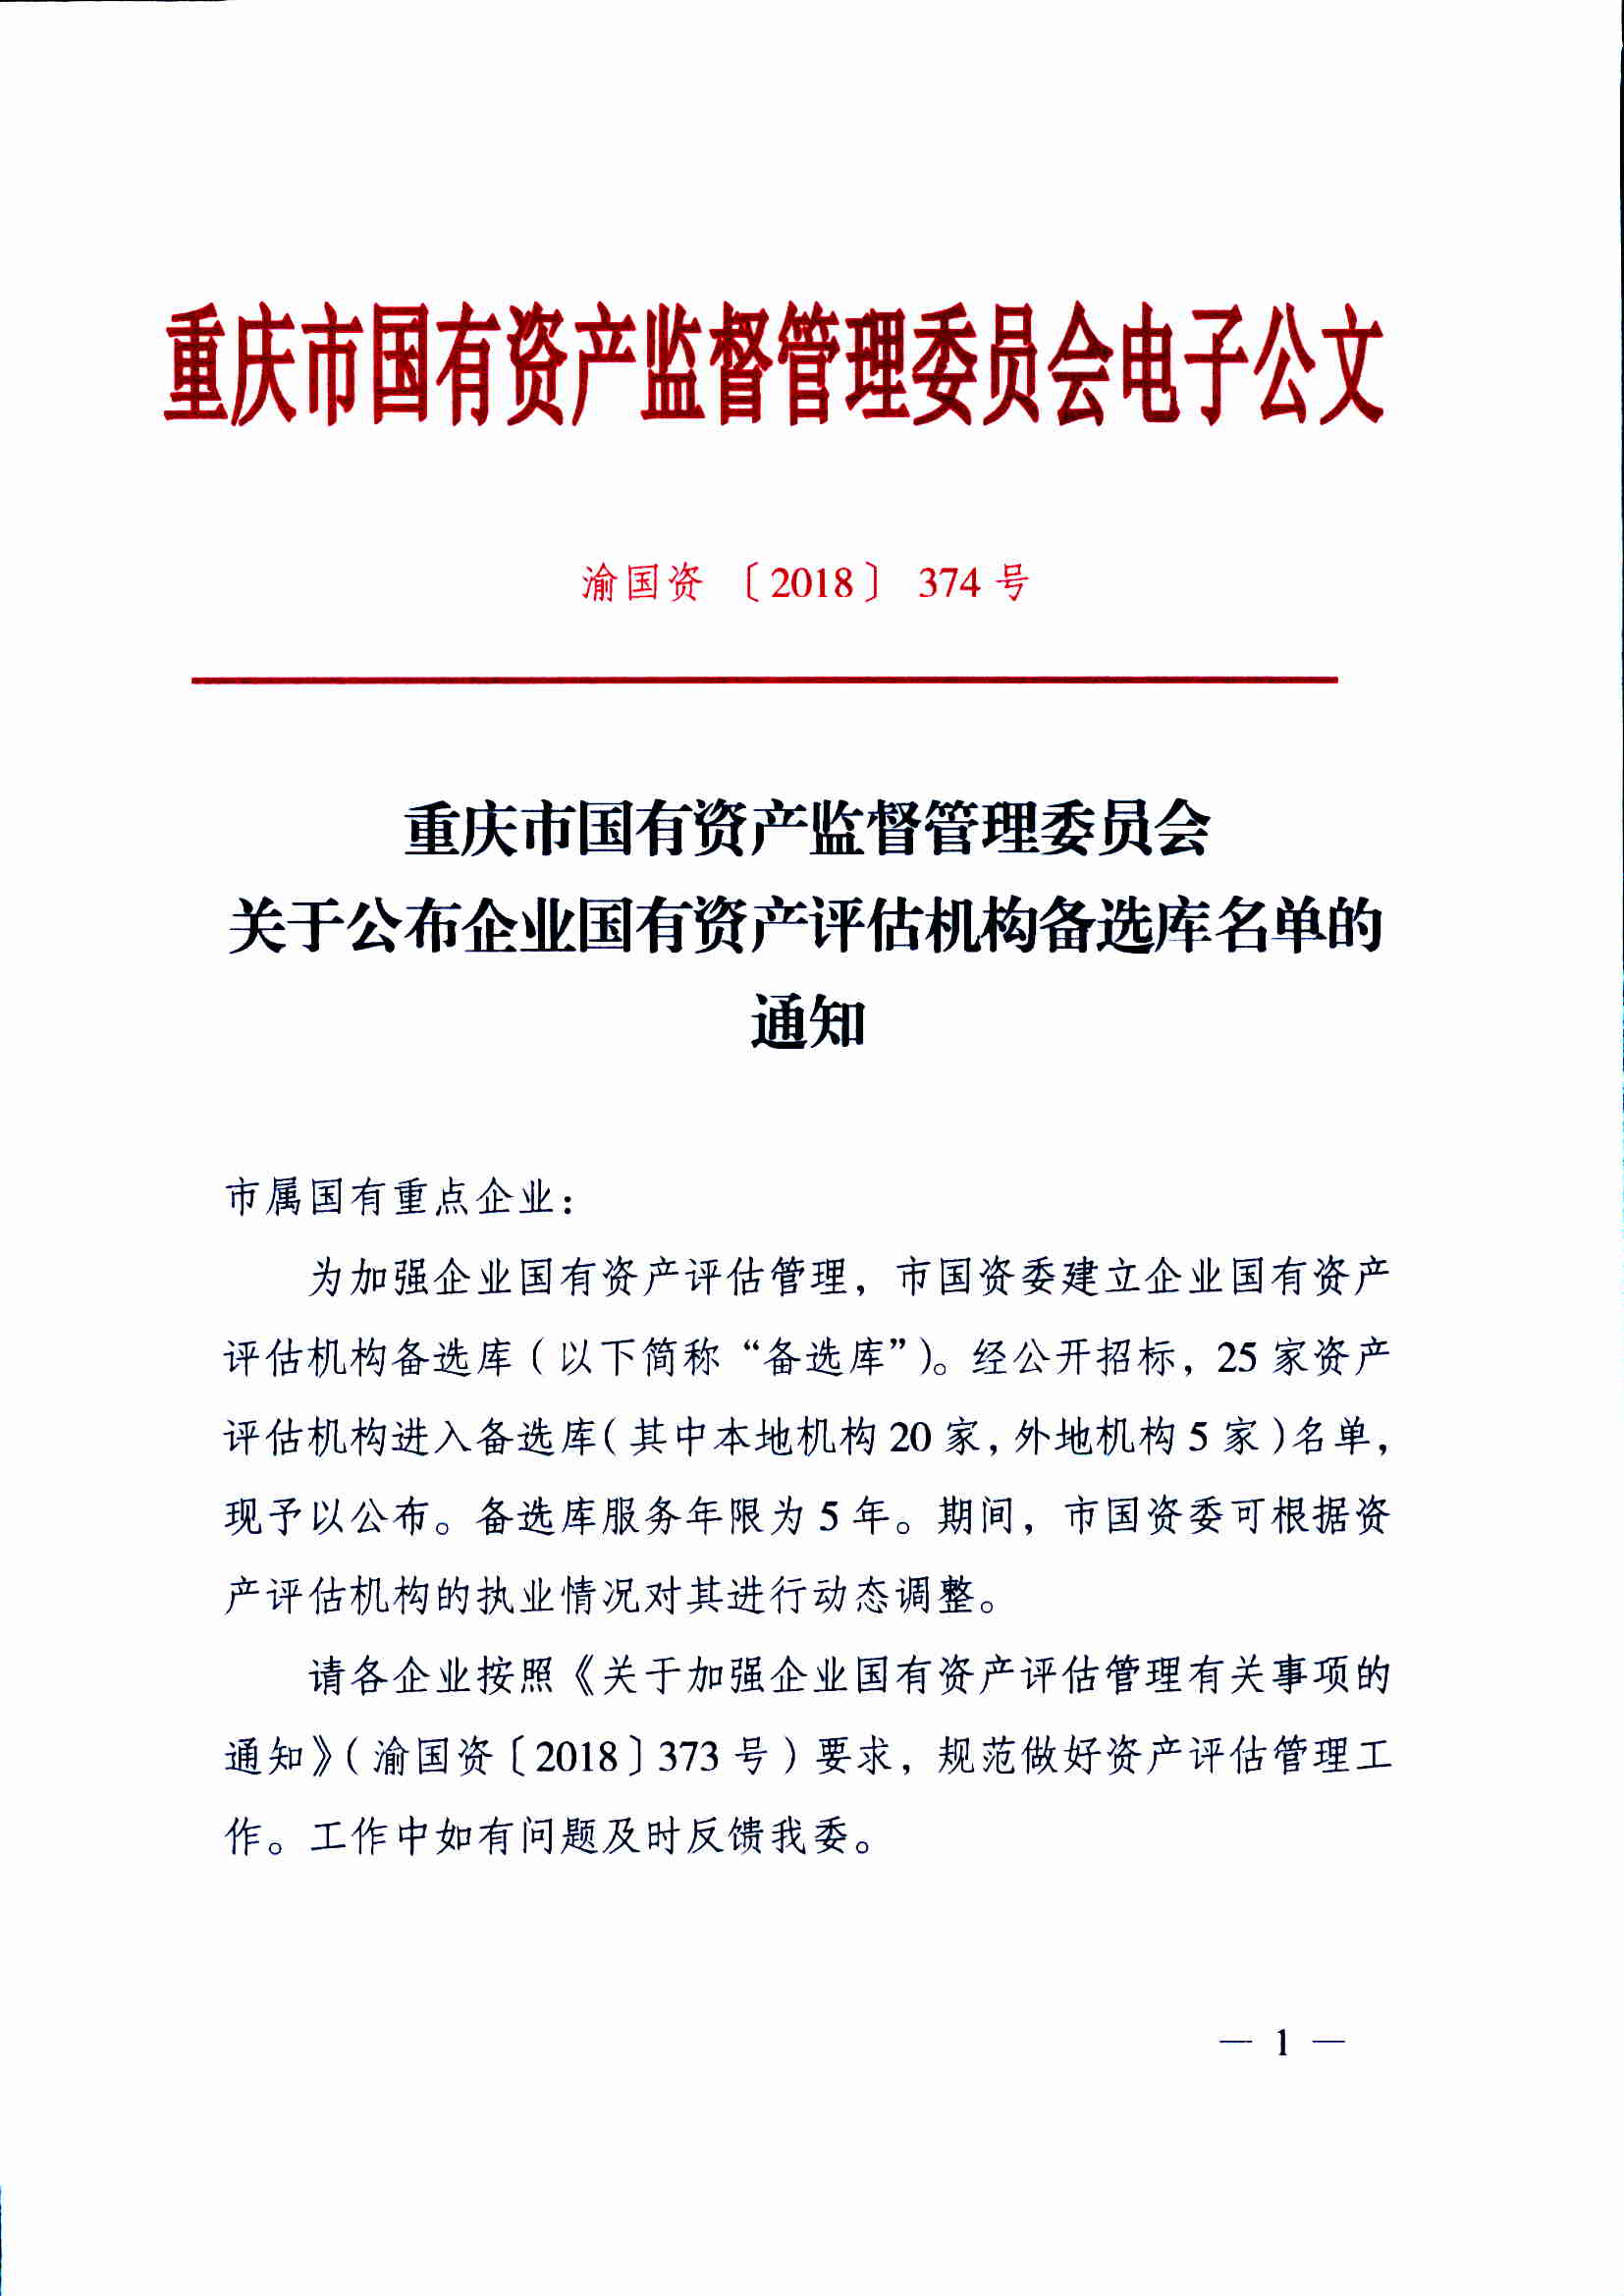 重庆市国有资产监督管理委员会电子公文
渝国资〔2018〕374号
重庆市国有资产监督管理委员会
关于公布企业国有资产评估机构备选库名单的
通知
市属国有重点企业：
为加强企业国有资产评估管理，市国资委建立企业国有资产
评估机构备选库（以下简称“备选库”）。经公开招标，25家资产
评估机构进入备选库（其中本地机构20家，外地机构5家）名单，
现予以公布。备选库服务年限为5年。期间，市国资委可根据资
产评估机构的执业情况对其进行动态调整。
请各企业按照《关于加强企业国有资产评估管理有关事项的
通知》（渝国资〔2018〕373号）要求，规范做好资产评估管理工
作。工作中如有问题及时反馈我委。
— 1 —